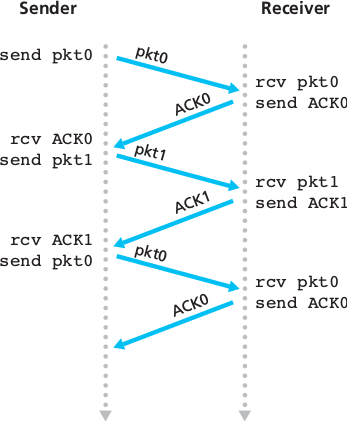 Sender
Receiver
send pkt0
pkt0
rcv pkt0
send ACK0
ACK0
rcv ACK0
send pkt1
pkt1
rcv pkt1
send ACK1
ACK1
rcv ACK1
send pkt0
pkt0
rcv pkt0
send ACK0
ACK0